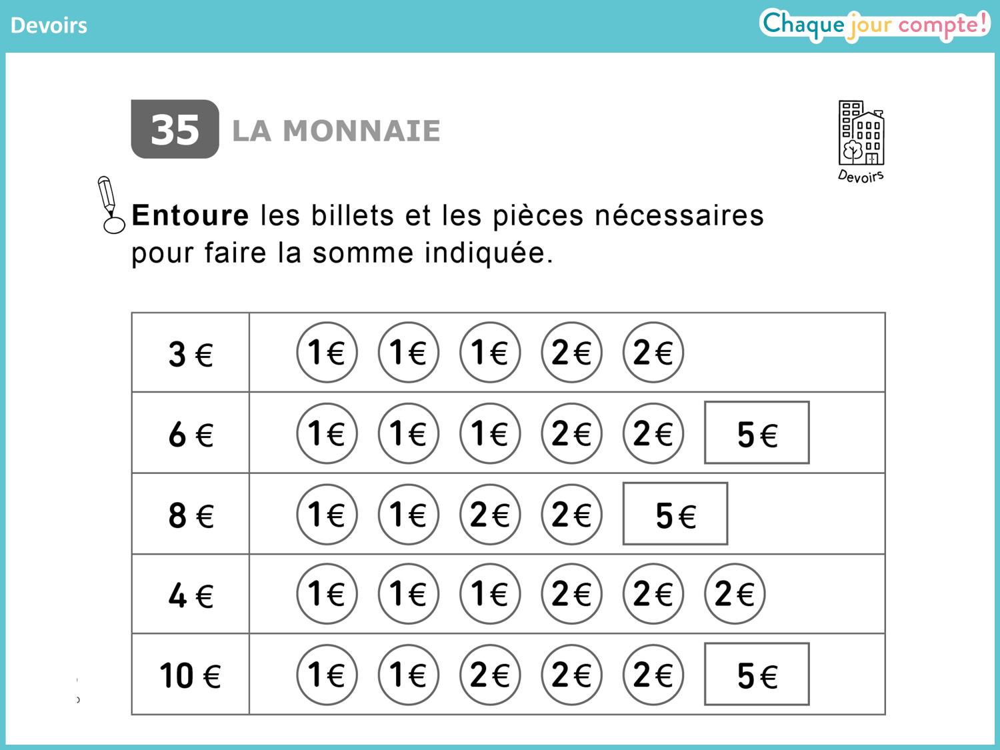 Devoirs
Chaque jour compte!
35 LA MONNAIE
Devoirs
Entoure les billets et les pièces nécessaires
pour faire la somme indiquée.
3 € 1€ 1€ 1€ 2€ 2€
6 € 1€ 1€ 1€ 2€ 2€ 5€
8 € 1€ 1€ 2€ 2€ 5€
4 € 1€ 1€ 1€ 2€ 2€ 2€
10 € 1€ 1€ 2€ 2€ 2€ 5€